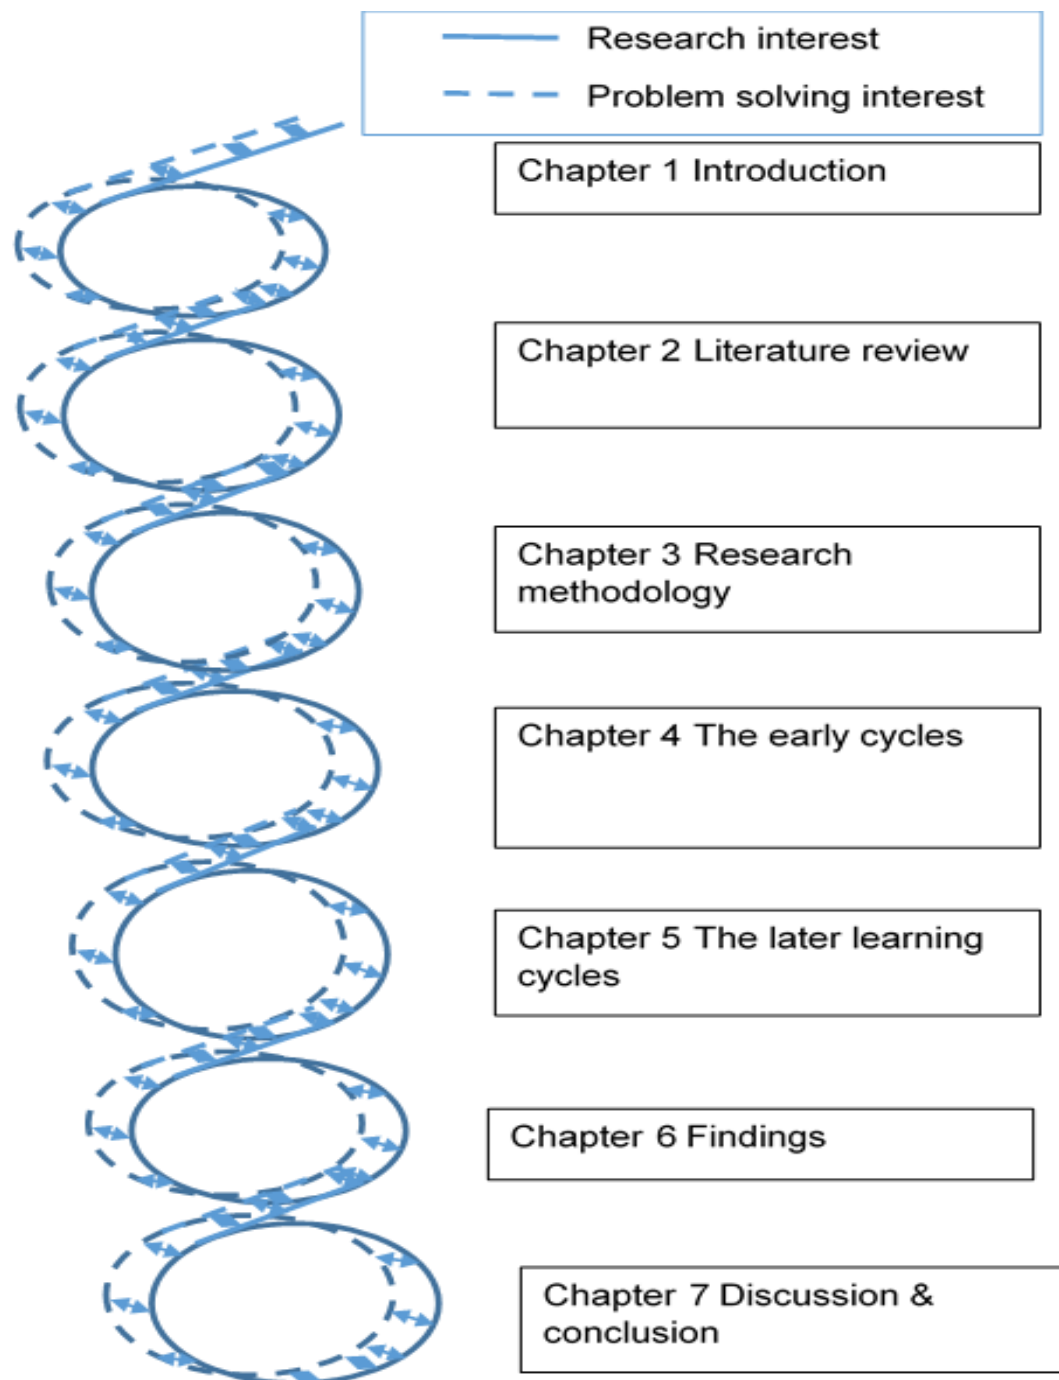 Research interest
Problem solving interest
Chapter 1 Introduction
Chapter 2 Literature review
Chapter 3 Research
methodology
Chapter 4 The early cycles
Chapter 5 The later learning
cycles
Chapter 6 Findings
Chapter 7 Discussion &
conclusion